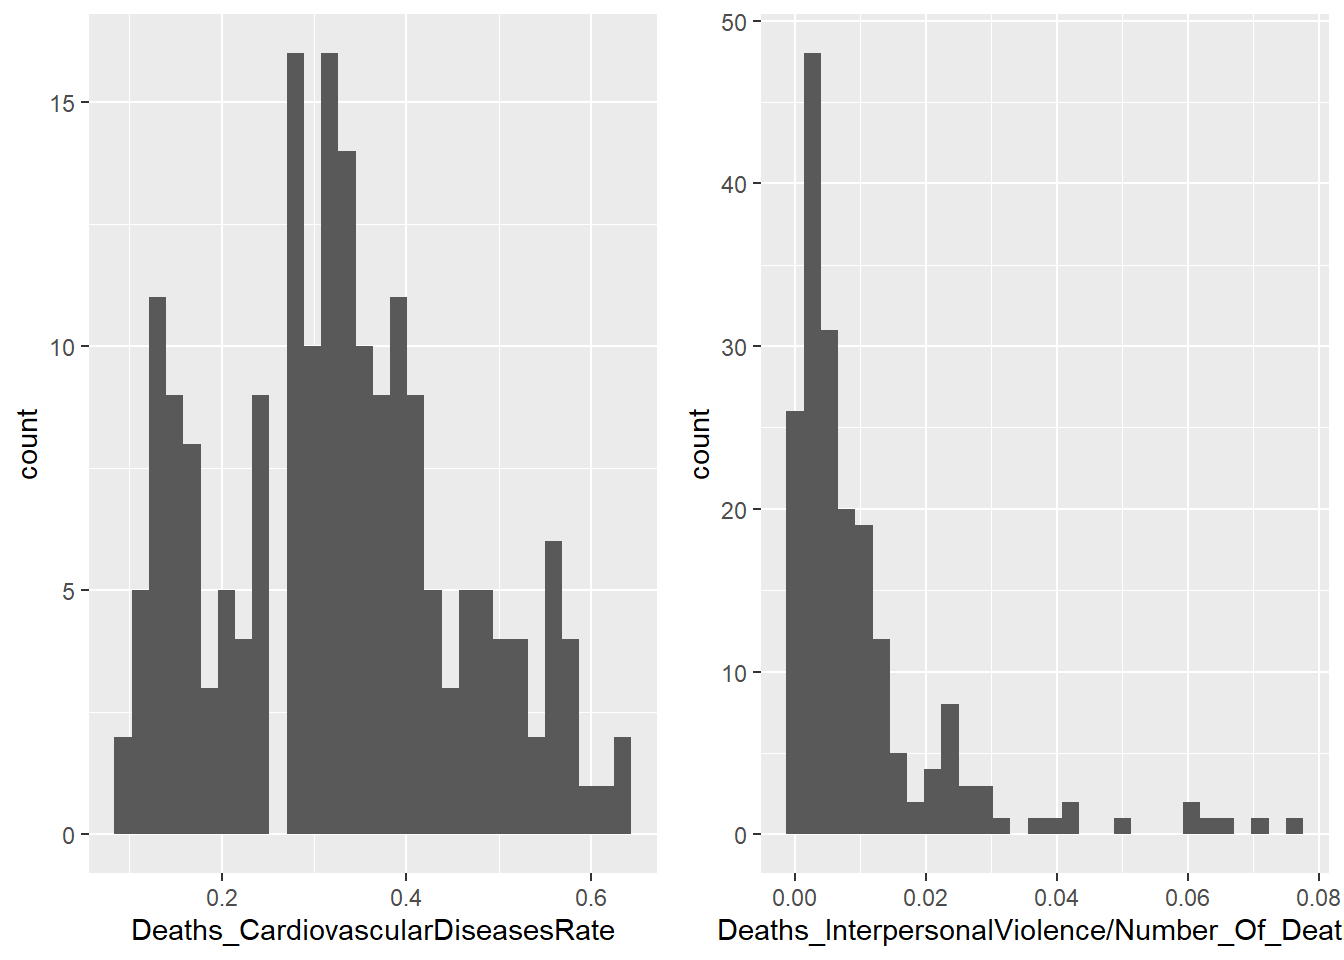 count
15
10
5
0
0.2 0.4 0.6
Deaths_CardiovascularDiseasesRate
count
50
40
30
20
10
0
0.00 0.02 0.04 0.06 0.08
Deaths_InterpersonalViolence/Number_Of_Deat